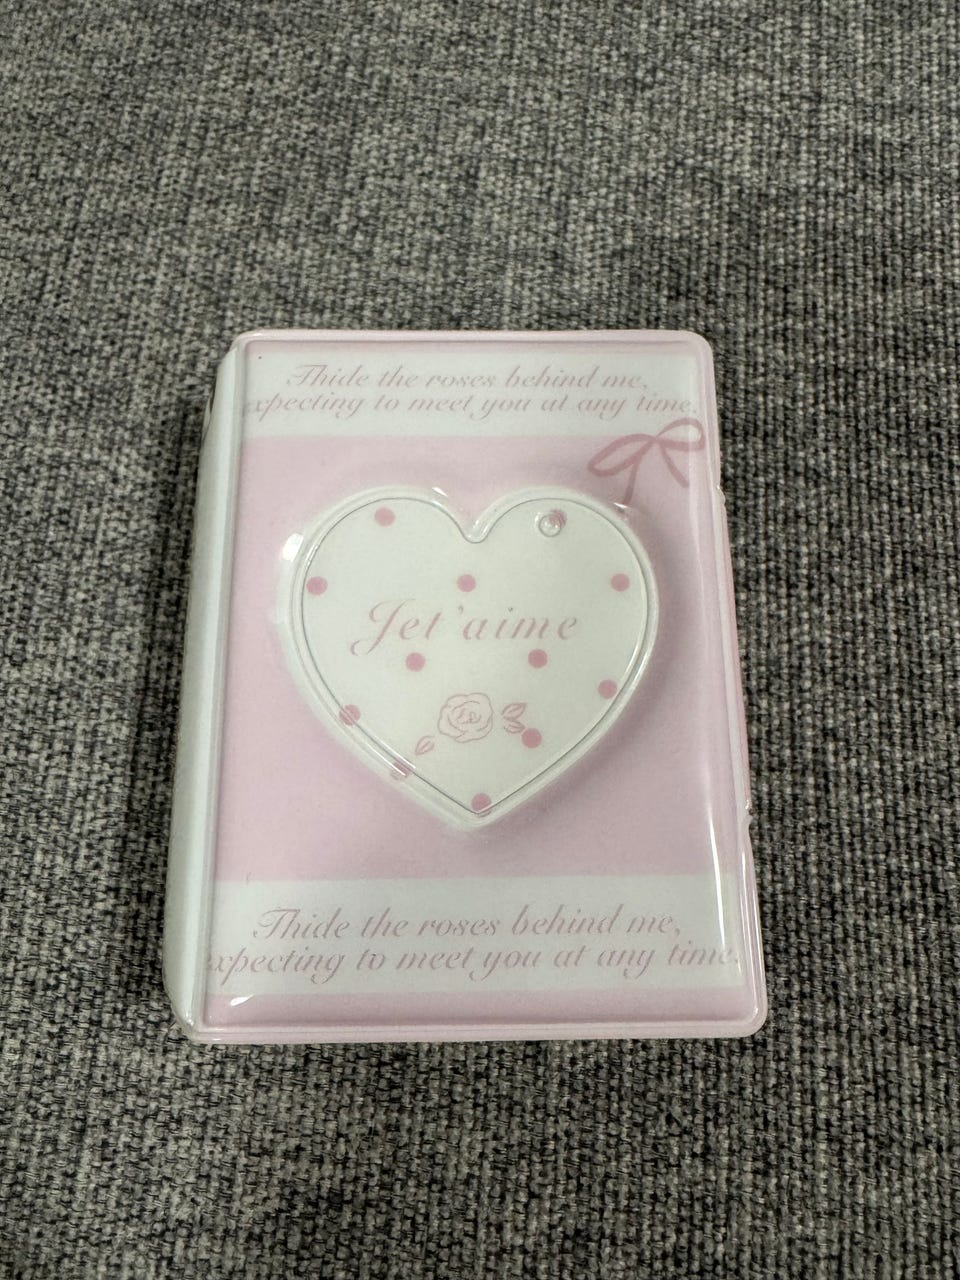 Thide the roses behind me,
expecting to meet you at any time.
Jet'aime
Thide the roses behind me,
expecting to meet you at any time.